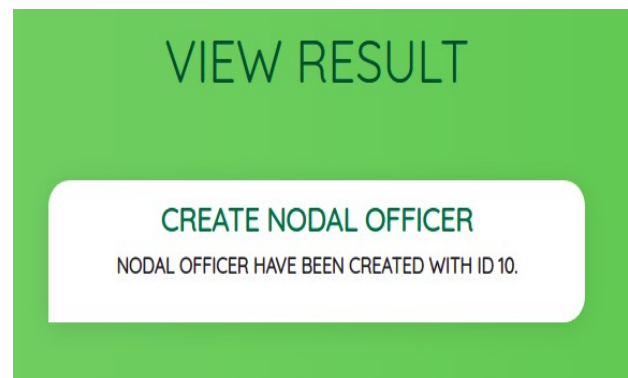 VIEW RESULT
CREATE NODAL OFFICER
NODAL OFFICER HAVE BEEN CREATED WITH ID 10.